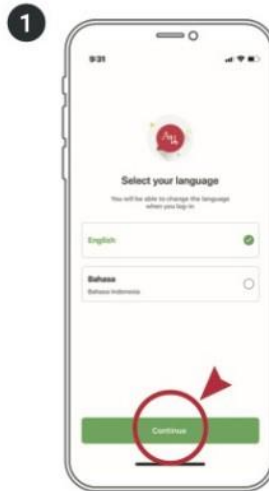 1
9:31
Select your language
You will be able to change the language
when you log-in
English
Bahasa
Bahasa Indonesia
Continue